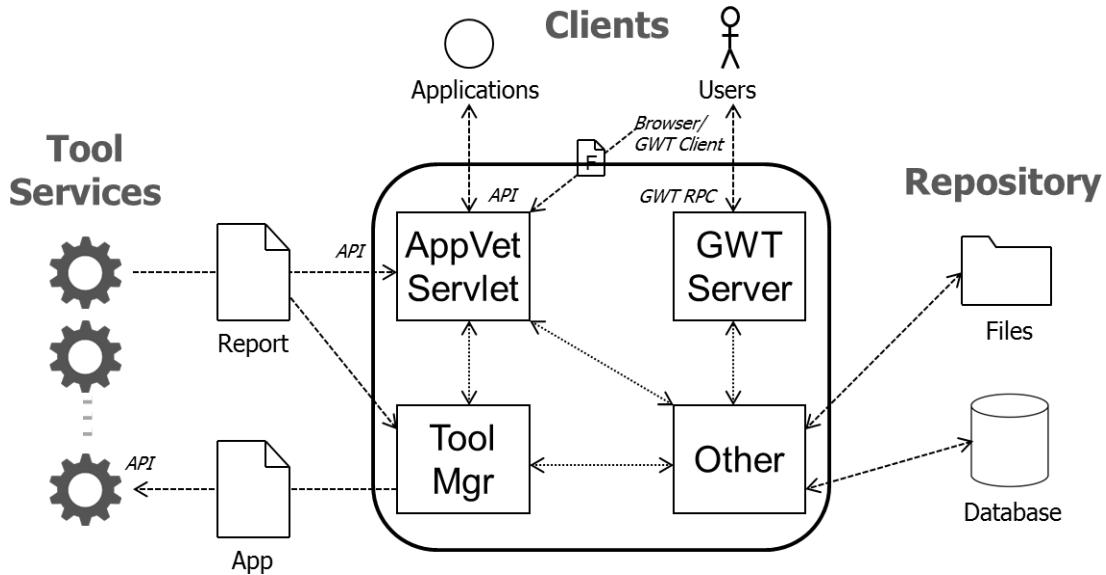 Clients
Applications
Users
Browser/
GWT Client
F
Tool
Services
API
GWT RPC
Repository
API
AppVet
Servlet
GWT
Server
Report
Files
Tool
Mgr
Other
API
App
Database